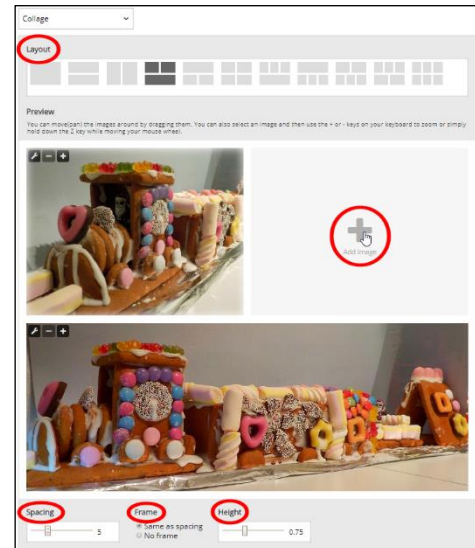 Collage
Layout
Preview
You can move(pan) the images around by dragging them. You can also select an image and then use the + or - keys on your keyboard to zoom or simply
hold down the Z key while moving your mouse wheel.
Add image
Spacing
Frame
Height
5
Same as spacing
No frame
0.75